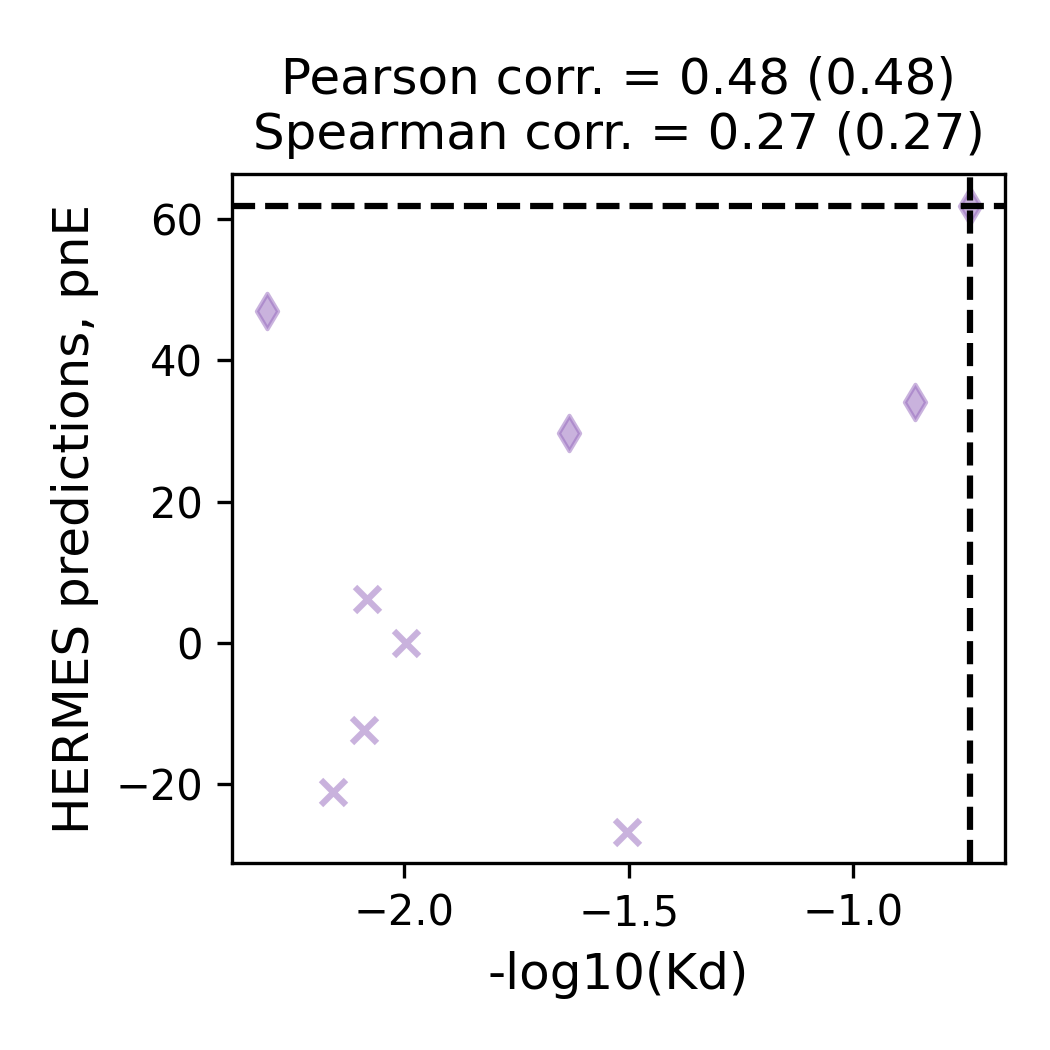 Pearson corr. = 0.48 (0.48)
Spearman corr. = 0.27 (0.27)
HERMES predictions, pnE
60
40
20
0
−20
−2.0
−1.5
−1.0
-log10(Kd)